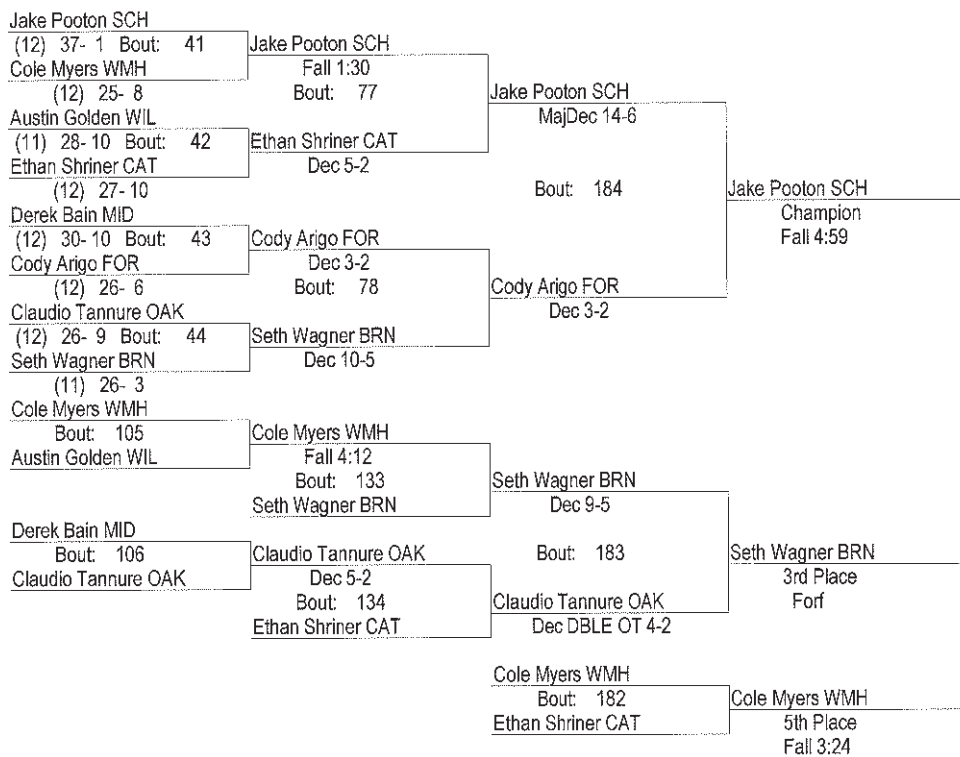 Jake Pooton SCH
(12) 37- 1 Bout: 41
Cole Myers WMH
(12) 25- 8
Austin Golden WIL
(11) 28- 10 Bout: 42
Ethan Shriner CAT
(12) 27- 10
Derek Bain MID
(12) 30- 10 Bout: 43
Cody Arigo FOR
(12) 26- 6
Claudio Tannure OAK
(12) 26- 9 Bout: 44
Seth Wagner BRN
(11) 26- 3
Cole Myers WMH
Bout: 105
Austin Golden WIL
Derek Bain MID
Bout: 106
Claudio Tannure OAK
Jake Pooton SCH
Fall 1:30
Bout: 77
Ethan Shriner CAT
Dec 5-2
Cody Arigo FOR
Dec 3-2
Bout: 78
Seth Wagner BRN
Dec 10-5
Cole Myers WMH
Fall 4:12
Bout: 133
Seth Wagner BRN
Claudio Tannure OAK
Dec 5-2
Bout: 134
Ethan Shriner CAT
Jake Pooton SCH
MajDec 14-6
Bout: 184
Cody Arigo FOR
Dec 3-2
Seth Wagner BRN
Dec 9-5
Bout: 183
Claudio Tannure OAK
Dec DBLE OT 4-2
Cole Myers WMH
Bout: 182
Ethan Shriner CAT
Jake Pooton SCH
Champion
Fall 4:59
Seth Wagner BRN
3rd Place
Forf
Cole Myers WMH
5th Place
Fall 3:24